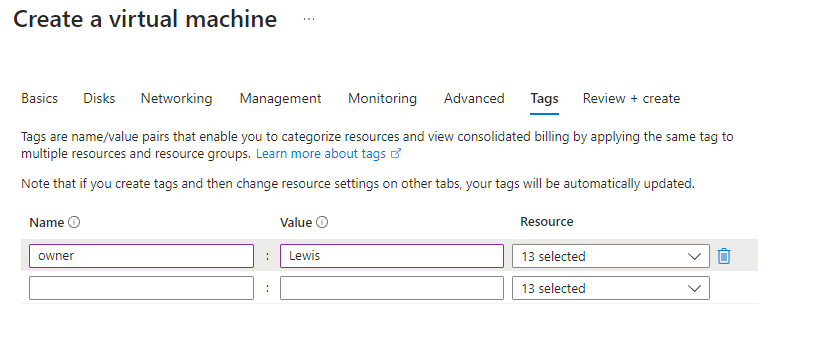 Create a virtual machine ...
Basics Disks Networking Management Monitoring Advanced Tags Review + create
Tags are name/value pairs that enable you to categorize resources and view consolidated billing by applying the same tag to
multiple resources and resource groups. Learn more about tags
Note that if you create tags and then change resource settings on other tabs, your tags will be automatically updated.
Name Value Resource
owner : Lewis 13 selected
: 13 selected